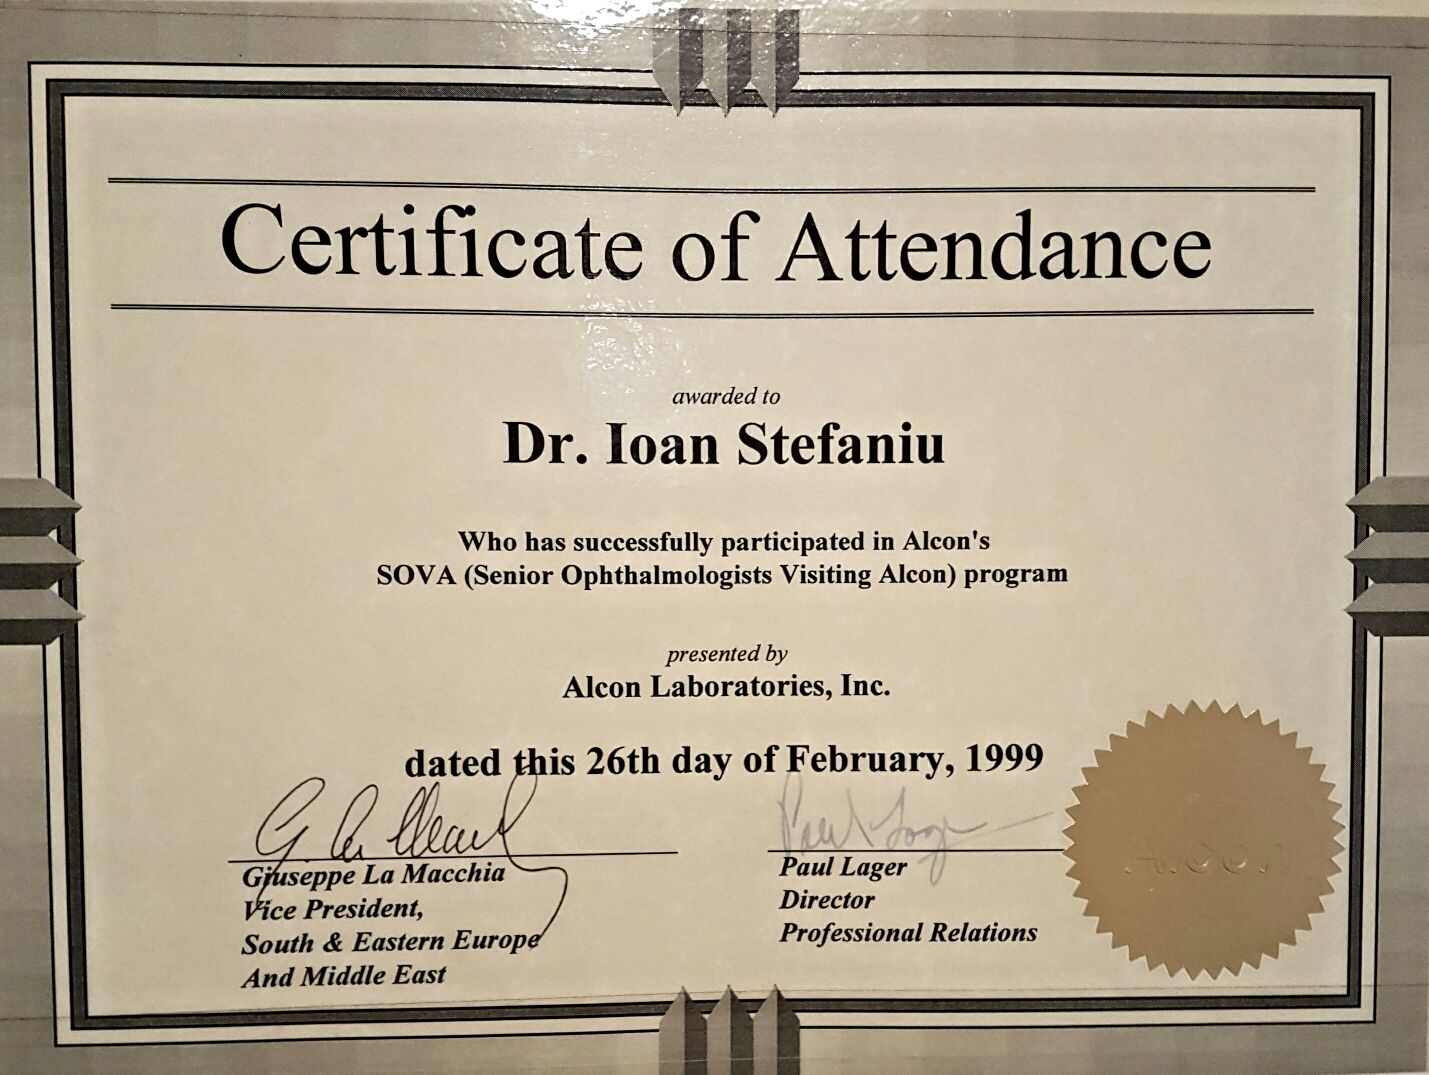 Certificate of Attendance
awarded to
Dr. Ioan Stefaniu
Who has successfully participated in Alcon's
SOVA (Senior Ophthalmologists Visiting Alcon) program
presented by
Alcon Laboratories, Inc.
dated this 26th day of February, 1999
Giuseppe La Macchia
Vice President,
South & Eastern Europe
And Middle East
Paul Lager
Director
Professional Relations
Alcon